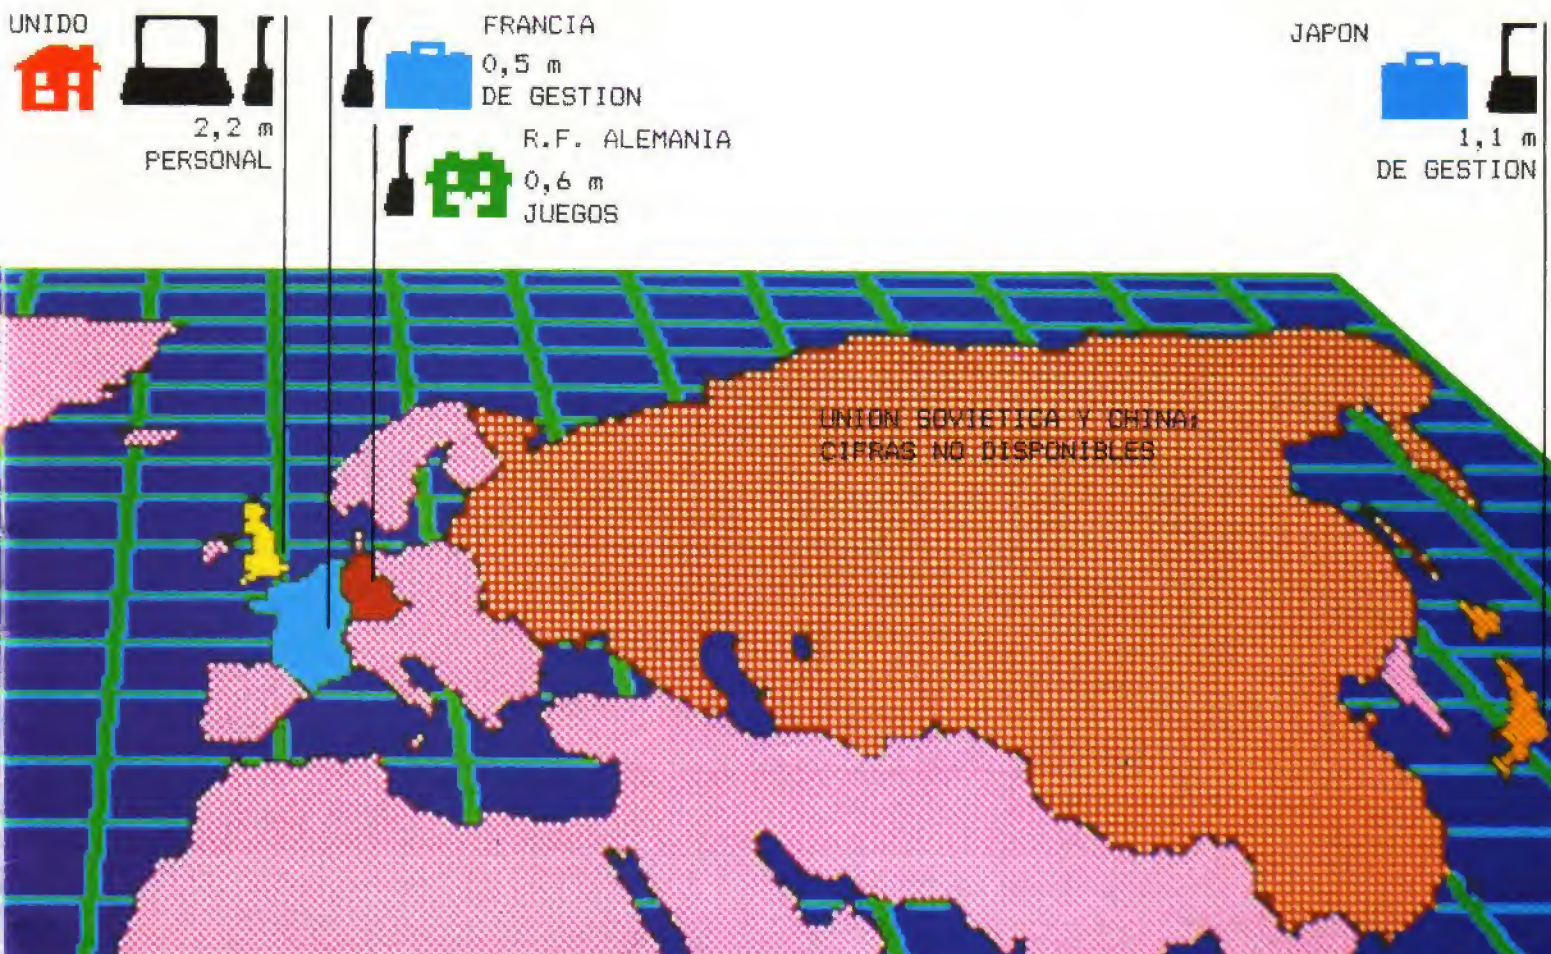 UNIDO
2,2 m
PERSONAL
FRANCIA
0,5 m
DE GESTION
R.F. ALEMANIA
0,6 m
JUEGOS
JAPON
1,1 m
DE GESTION
UNION SOVIETICA Y CHINA:
CIFRAS NO DISPONIBLES